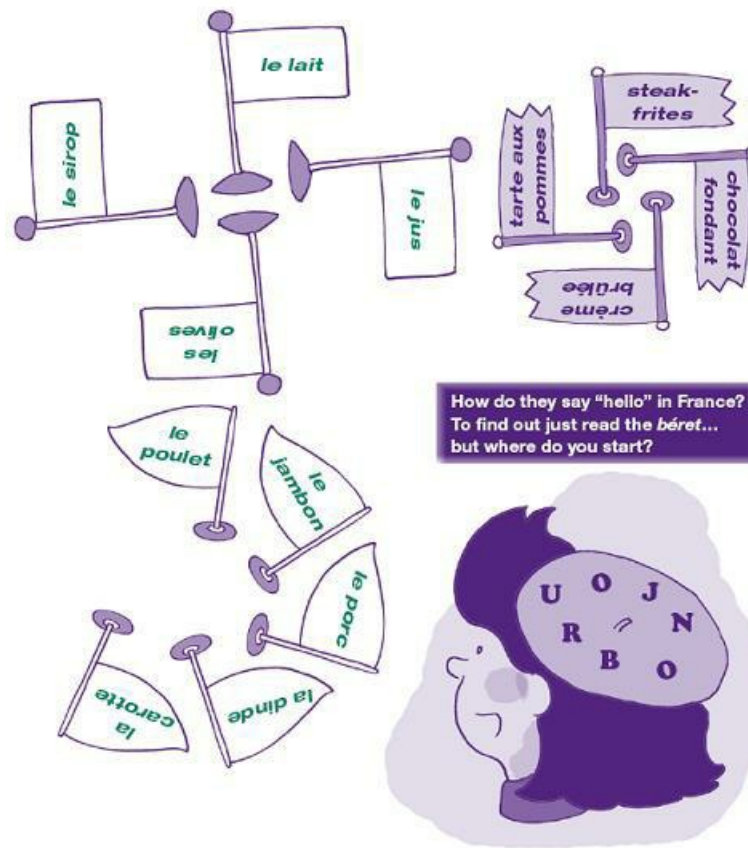 le lait
le sirop
le jus
les
olives
steak-
frites
tarte aux
pommes
chocolat
fondant
crème
brûlée
le
poulet
le
jambon
le porc
la dinde
la
carotte
How do they say “hello” in France?
To find out just read the béret...
but where do you start?
U O J
R N
B O